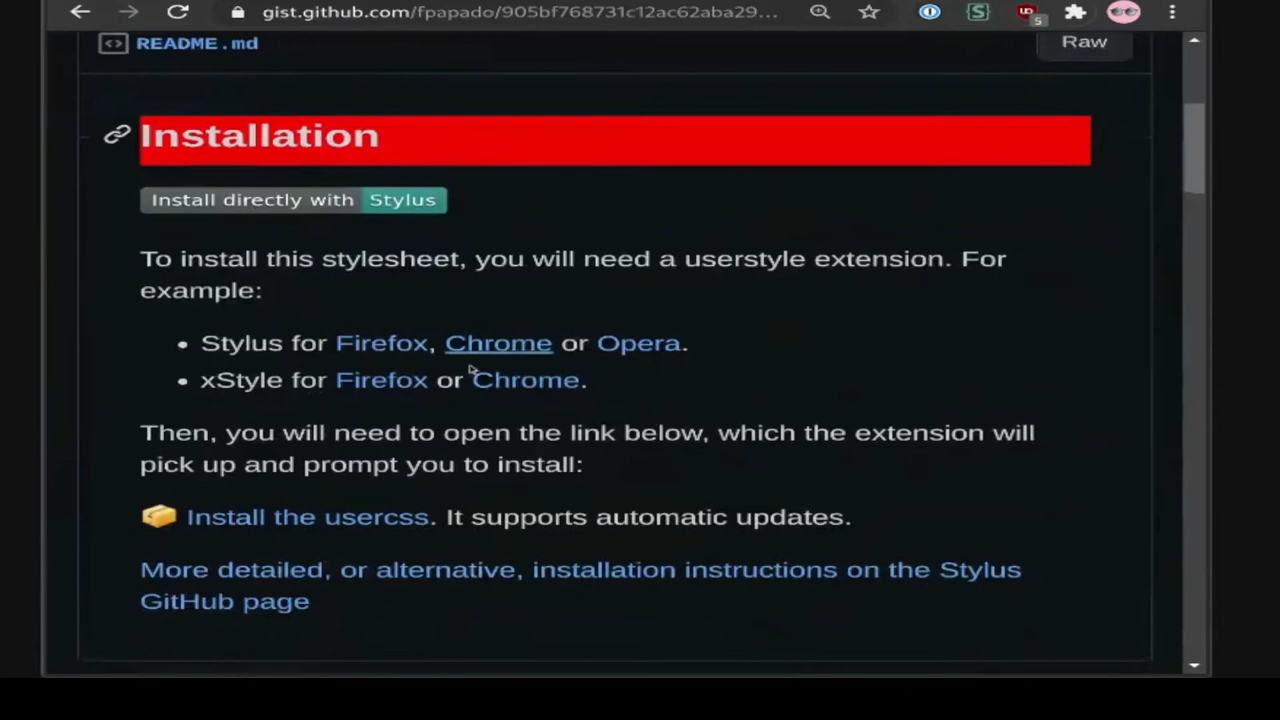 gist.github.com/fpapado/905bf768731c12ac62aba29...
5
README.md
Raw
Installation
Install directly with Stylus
To install this stylesheet, you will need a userstyle extension. For
example:
• Stylus for Firefox, Chrome or Opera.
• xStyle for Firefox or Chrome.
Then, you will need to open the link below, which the extension will
pick up and prompt you to install:
Install the usercss. It supports automatic updates.
More detailed, or alternative, installation instructions on the Stylus
GitHub page